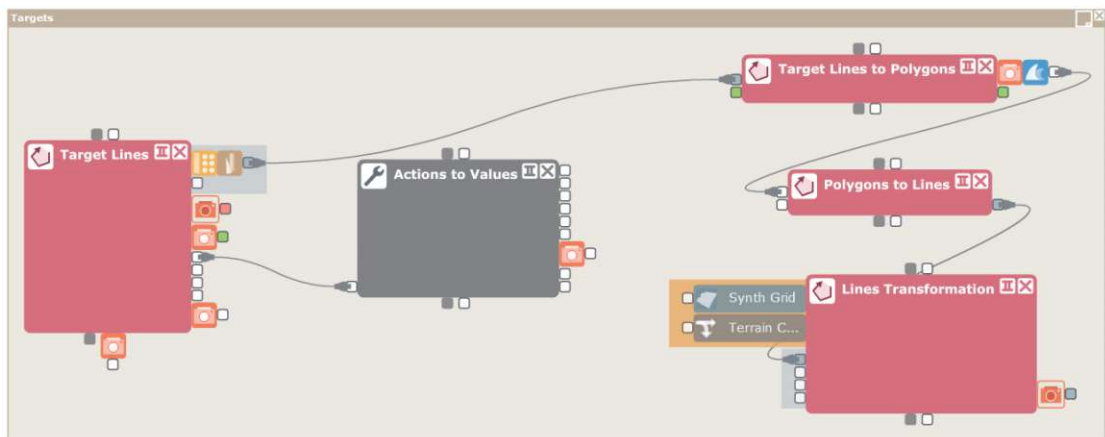 Targets
Target Lines to Polygons
Target Lines
Actions to Values
Polygons to Lines
Synth Grid
Lines Transformation
Terrain C...